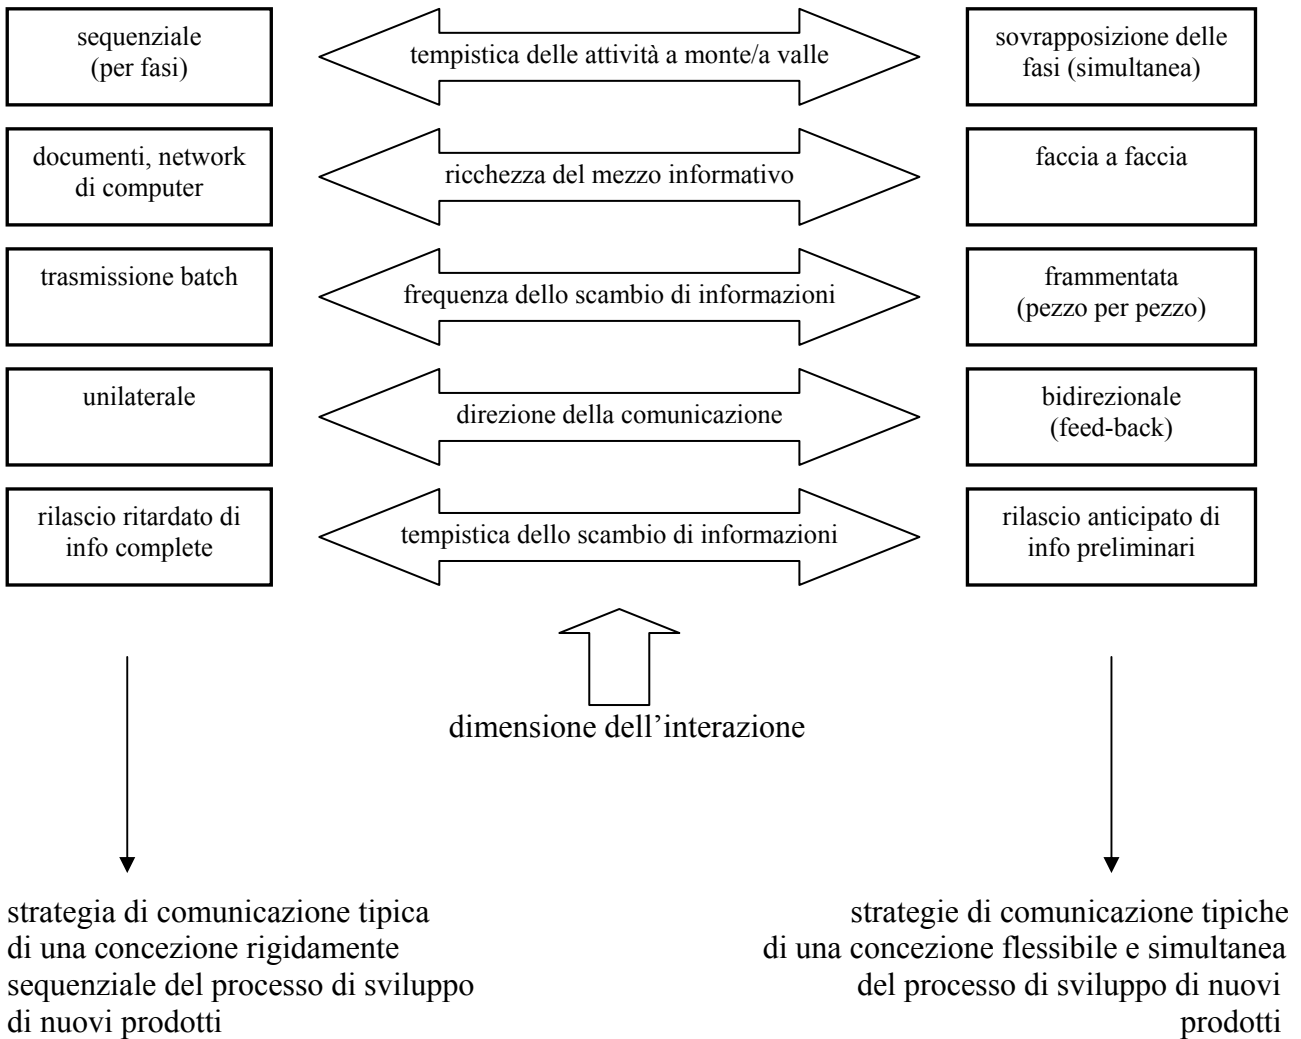 sequenziale
(per fasi)
tempistica delle attività a monte/a valle
sovrapposizione delle
fasi (simultanea)
documenti, network
di computer
ricchezza del mezzo informativo
faccia a faccia
trasmissione batch
frequenza dello scambio di informazioni
frammentata
(pezzo per pezzo)
unilaterale
direzione della comunicazione
bidirezionale
(feed-back)
rilascio ritardato di
info complete
tempistica dello scambio di informazioni
rilascio anticipato di
info preliminari
dimensione dell’interazione
strategia di comunicazione tipica
di una concezione rigidamente
sequenziale del processo di sviluppo
di nuovi prodotti
strategie di comunicazione tipiche
di una concezione flessibile e simultanea
del processo di sviluppo di nuovi
prodotti